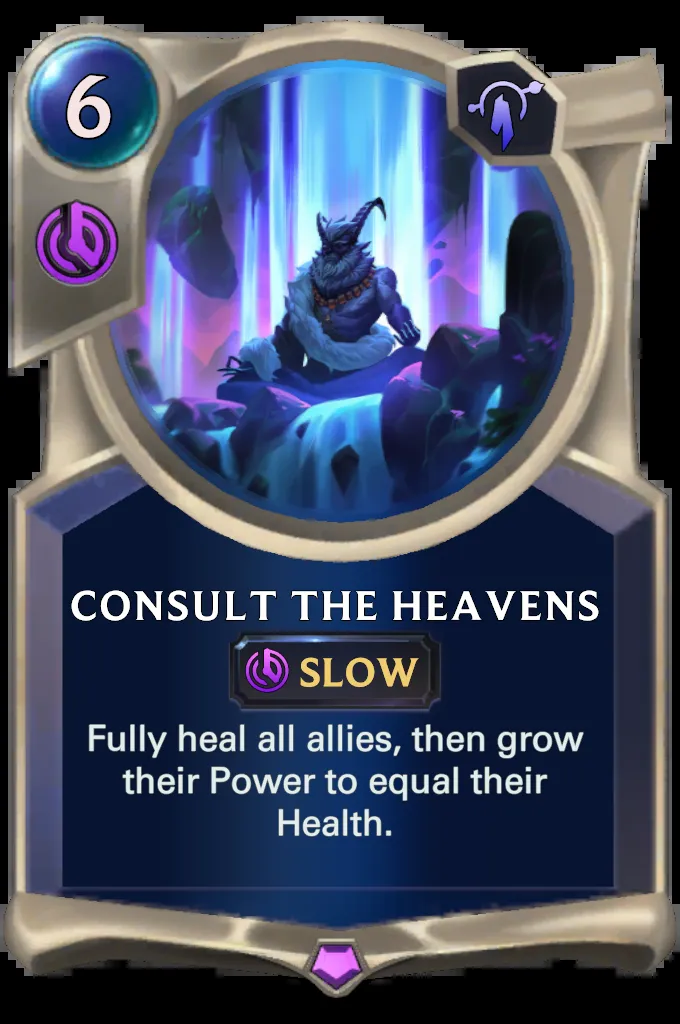 6
CONSULT THE HEAVENS
SLOW
Fully heal all allies, then grow
their Power to equal their
Health.